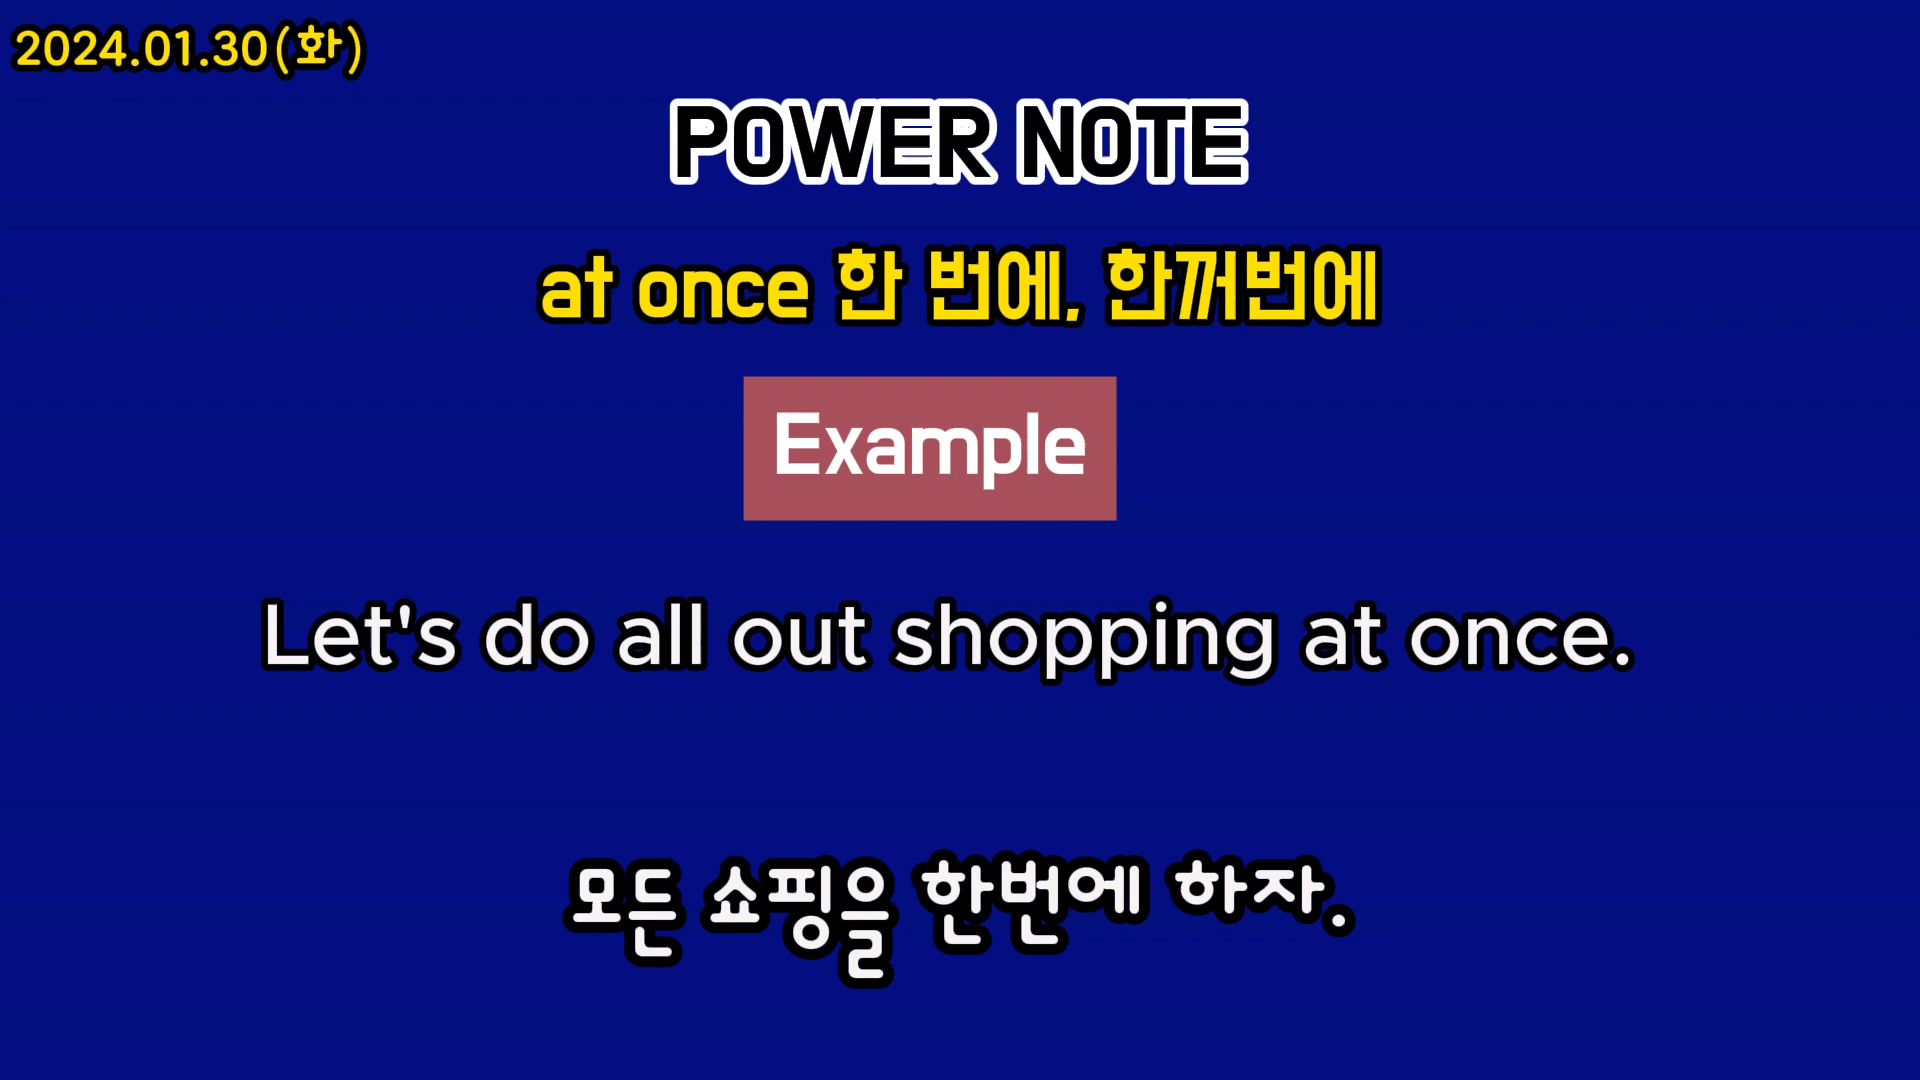 2024.01.30(화)
POWER NOTE
at once 한 번에, 한꺼번에
Example
Let's do all out shopping at once.
모든 쇼핑을 한번에 하자.